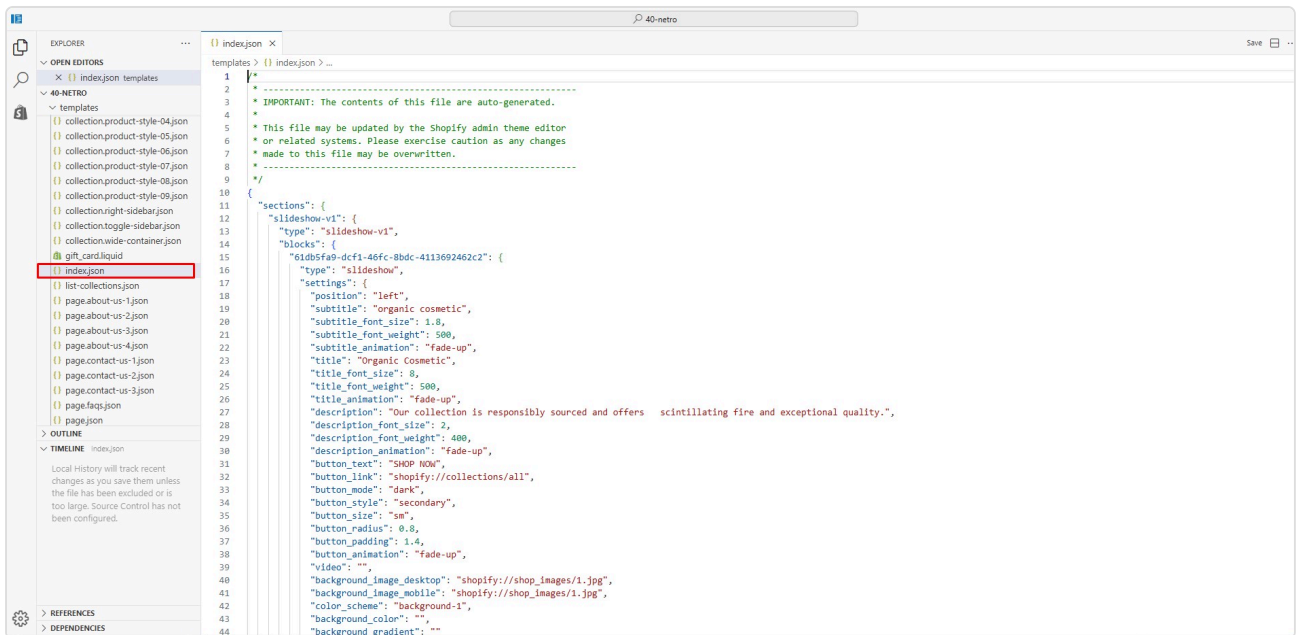 40-netro
EXPLORER ···
OPEN EDITORS
index.json templates
40-NETRO
templates
collection.product-style-04.json
collection.product-style-05.json
collection.product-style-06.json
collection.product-style-07.json
collection.product-style-08.json
collection.product-style-09.json
collection.right-sidebar.json
collection.toggle-sidebar.json
collection.wide-container.json
gift_card.liquid
index.json
list-collections.json
page.about-us-1.json
page.about-us-2.json
page.about-us-3.json
page.about-us-4.json
page.contact-us-1.json
page.contact-us-2.json
page.contact-us-3.json
page.faqs.json
page.json
OUTLINE
TIMELINE index.json
Local History will track recent
changes as you save them unless
the file has been excluded or is
too large. Source Control has not
been configured.
REFERENCES
DEPENDENCIES
{} index.json ×
Save
templates > {} index.json > ...
1 /*
2 * ------------------------------------------------------------
3 * IMPORTANT: The contents of this file are auto-generated.
4 *
5 * This file may be updated by the Shopify admin theme editor
6 * or related systems. Please exercise caution as any changes
7 * made to this file may be overwritten.
8 * ------------------------------------------------------------
9 */
10 {
11 "sections": {
12 "slideshow-v1": {
13 "type": "slideshow-v1",
14 "blocks": {
15 "61db5fa9-dcf1-46fc-8bdc-4113692462c2": {
16 "type": "slideshow",
17 "settings": {
18 "position": "left",
19 "subtitle": "organic cosmetic",
20 "subtitle_font_size": 1.8,
21 "subtitle_font_weight": 500,
22 "subtitle_animation": "fade-up",
23 "title": "Organic Cosmetic",
24 "title_font_size": 8,
25 "title_font_weight": 500,
26 "title_animation": "fade-up",
27 "description": "Our collection is responsibly sourced and offers   scintillating fire and exceptional quality.",
28 "description_font_size": 2,
29 "description_font_weight": 400,
30 "description_animation": "fade-up",
31 "button_text": "SHOP NOW",
32 "button_link": "shopify://collections/all",
33 "button_mode": "dark",
34 "button_style": "secondary",
35 "button_size": "sm",
36 "button_radius": 0.8,
37 "button_padding": 1.4,
38 "button_animation": "fade-up",
39 "video": "",
40 "background_image_desktop": "shopify://shop_images/1.jpg",
41 "background_image_mobile": "shopify://shop_images/1.jpg",
42 "color_scheme": "background-1",
43 "background_color": "",
44 "background_gradient": ""